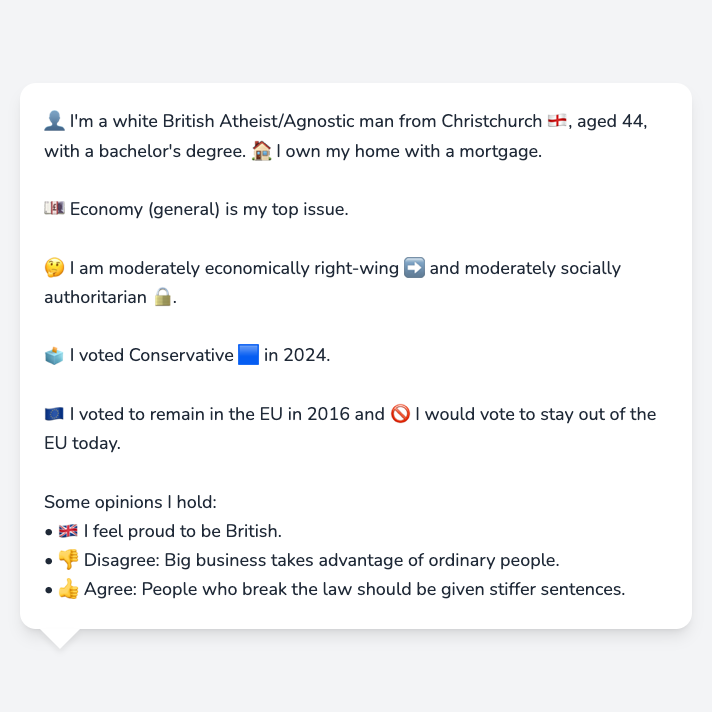 👤 I'm a white British Atheist/Agnostic man from Christchurch 🏴󠁧󠁢󠁥󠁮󠁧󠁿, aged 44,
with a bachelor's degree. 🏠 I own my home with a mortgage.
💷 Economy (general) is my top issue.
🤔 I am moderately economically right-wing ➡️ and moderately socially
authoritarian 🔒.
🗳️ I voted Conservative 🟦 in 2024.
🇪🇺 I voted to remain in the EU in 2016 and 🚫 I would vote to stay out of the
EU today.
Some opinions I hold:
• 🇬🇧 I feel proud to be British.
• 👎 Disagree: Big business takes advantage of ordinary people.
• 👍 Agree: People who break the law should be given stiffer sentences.